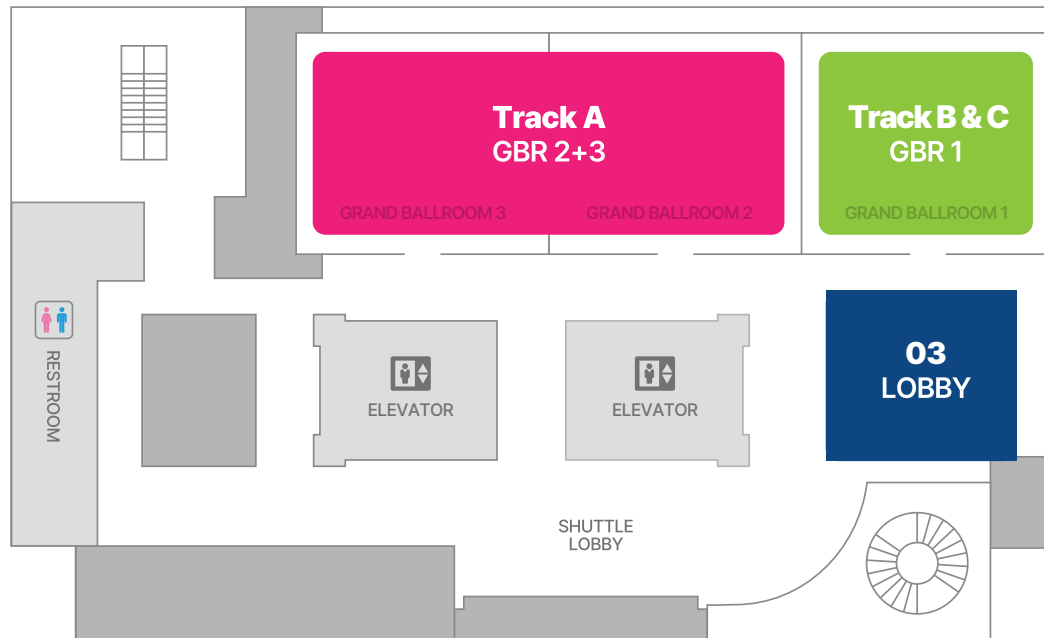 Track A
GBR 2+3
GRAND BALLROOM 3
GRAND BALLROOM 2
Track B & C
GBR 1
GRAND BALLROOM 1
RESTROOM
ELEVATOR
ELEVATOR
03
LOBBY
SHUTTLE
LOBBY